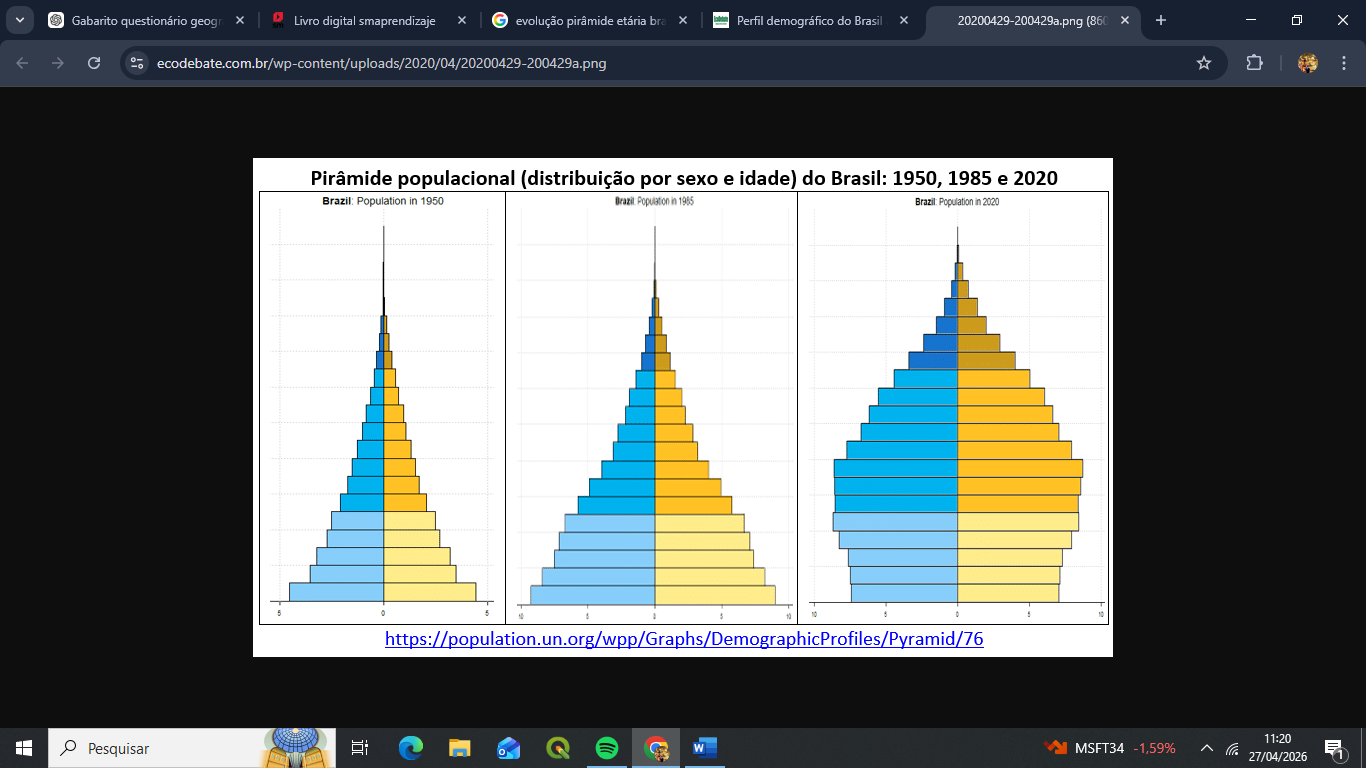 Gabarito questionário geogr
Livro digital smaprendizaje
evolução pirâmide etária bra
Perfil demográfico do Brasil
20200429-200429a.png (860
ecodebate.com.br/wp-content/uploads/2020/04/20200429-200429a.png
Pirâmide populacional (distribuição por sexo e idade) do Brasil: 1950, 1985 e 2020
Brazil: Population in 1950
Brazil: Population in 1985
Brazil: Population in 2020
5 0 5
10 5 0 5 10
10 5 0 5 10
https://population.un.org/wpp/Graphs/DemographicProfiles/Pyramid/76
Pesquisar
MSFT34 -1,59%
11:20
27/04/2026
1